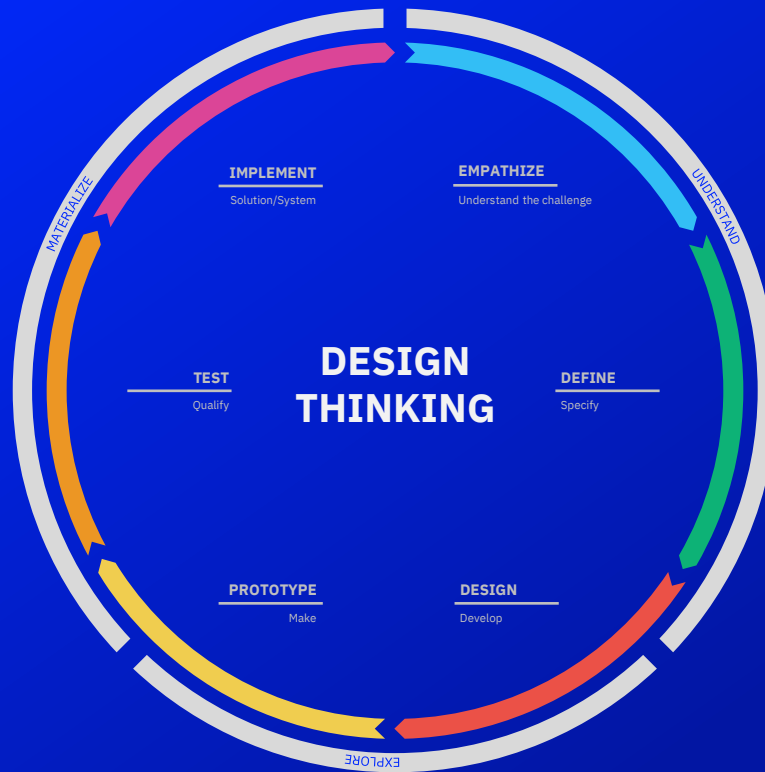 UNDERSTAND
EMPATHIZE
Understand the challenge
DEFINE
Specify
DESIGN
Develop
EXPLORE
PROTOTYPE
Make
TEST
Qualify
MATERIALIZE
IMPLEMENT
Solution/System
DESIGN
THINKING